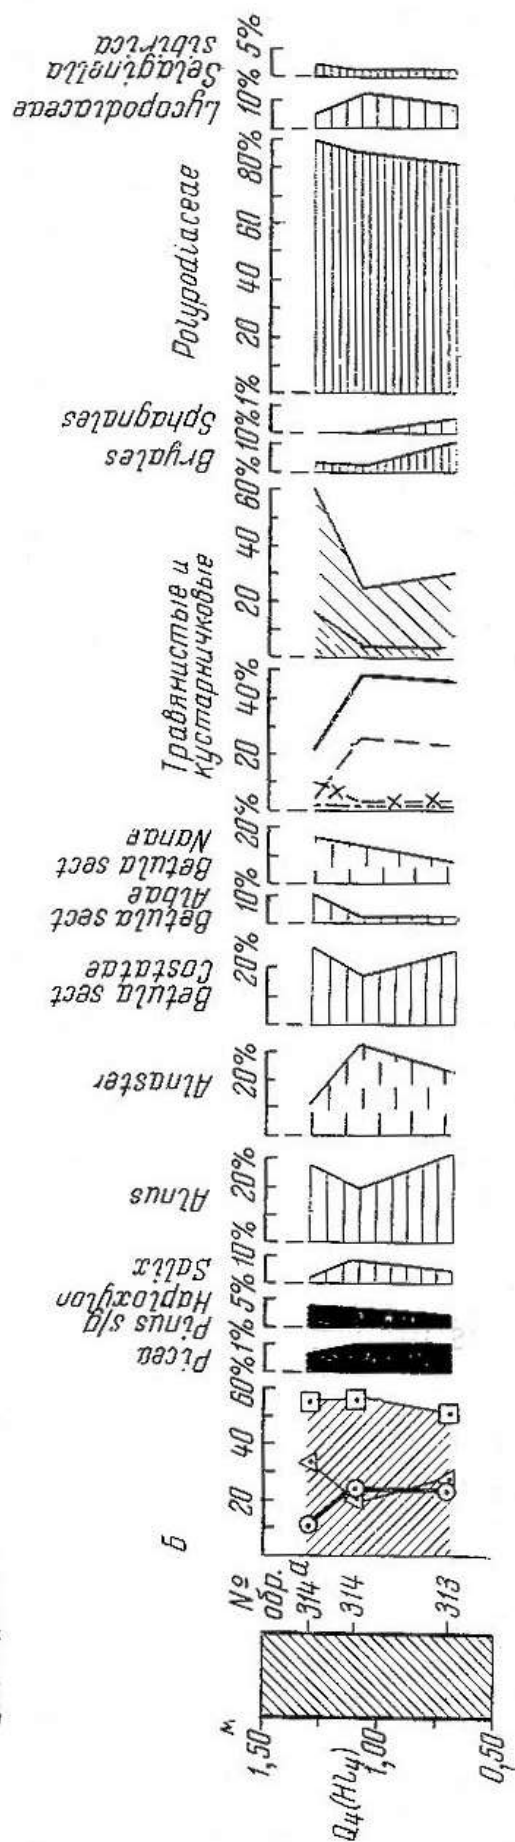 Q₄(Hl₄)
м
1,50
1,00
0,50
№
обр.
314а
314
313
б
20 40 60%
Picea
1%
Pinus s/g
Haploxylon
5%
Salix
10%
Alnus
20%
Alnaster
20%
Betula sect
Costatae
20%
Betula sect
Albae
10%
Betula sect
Nanae
20%
Травянистые и
кустарничковые
% 20 40%
20 40 60%
Bryales
10%
Sphagnales
10%
Polypodiaceae
1% 20 40 60 80%
Lycopodiaceae
10%
Selaginella
sibirica
5%